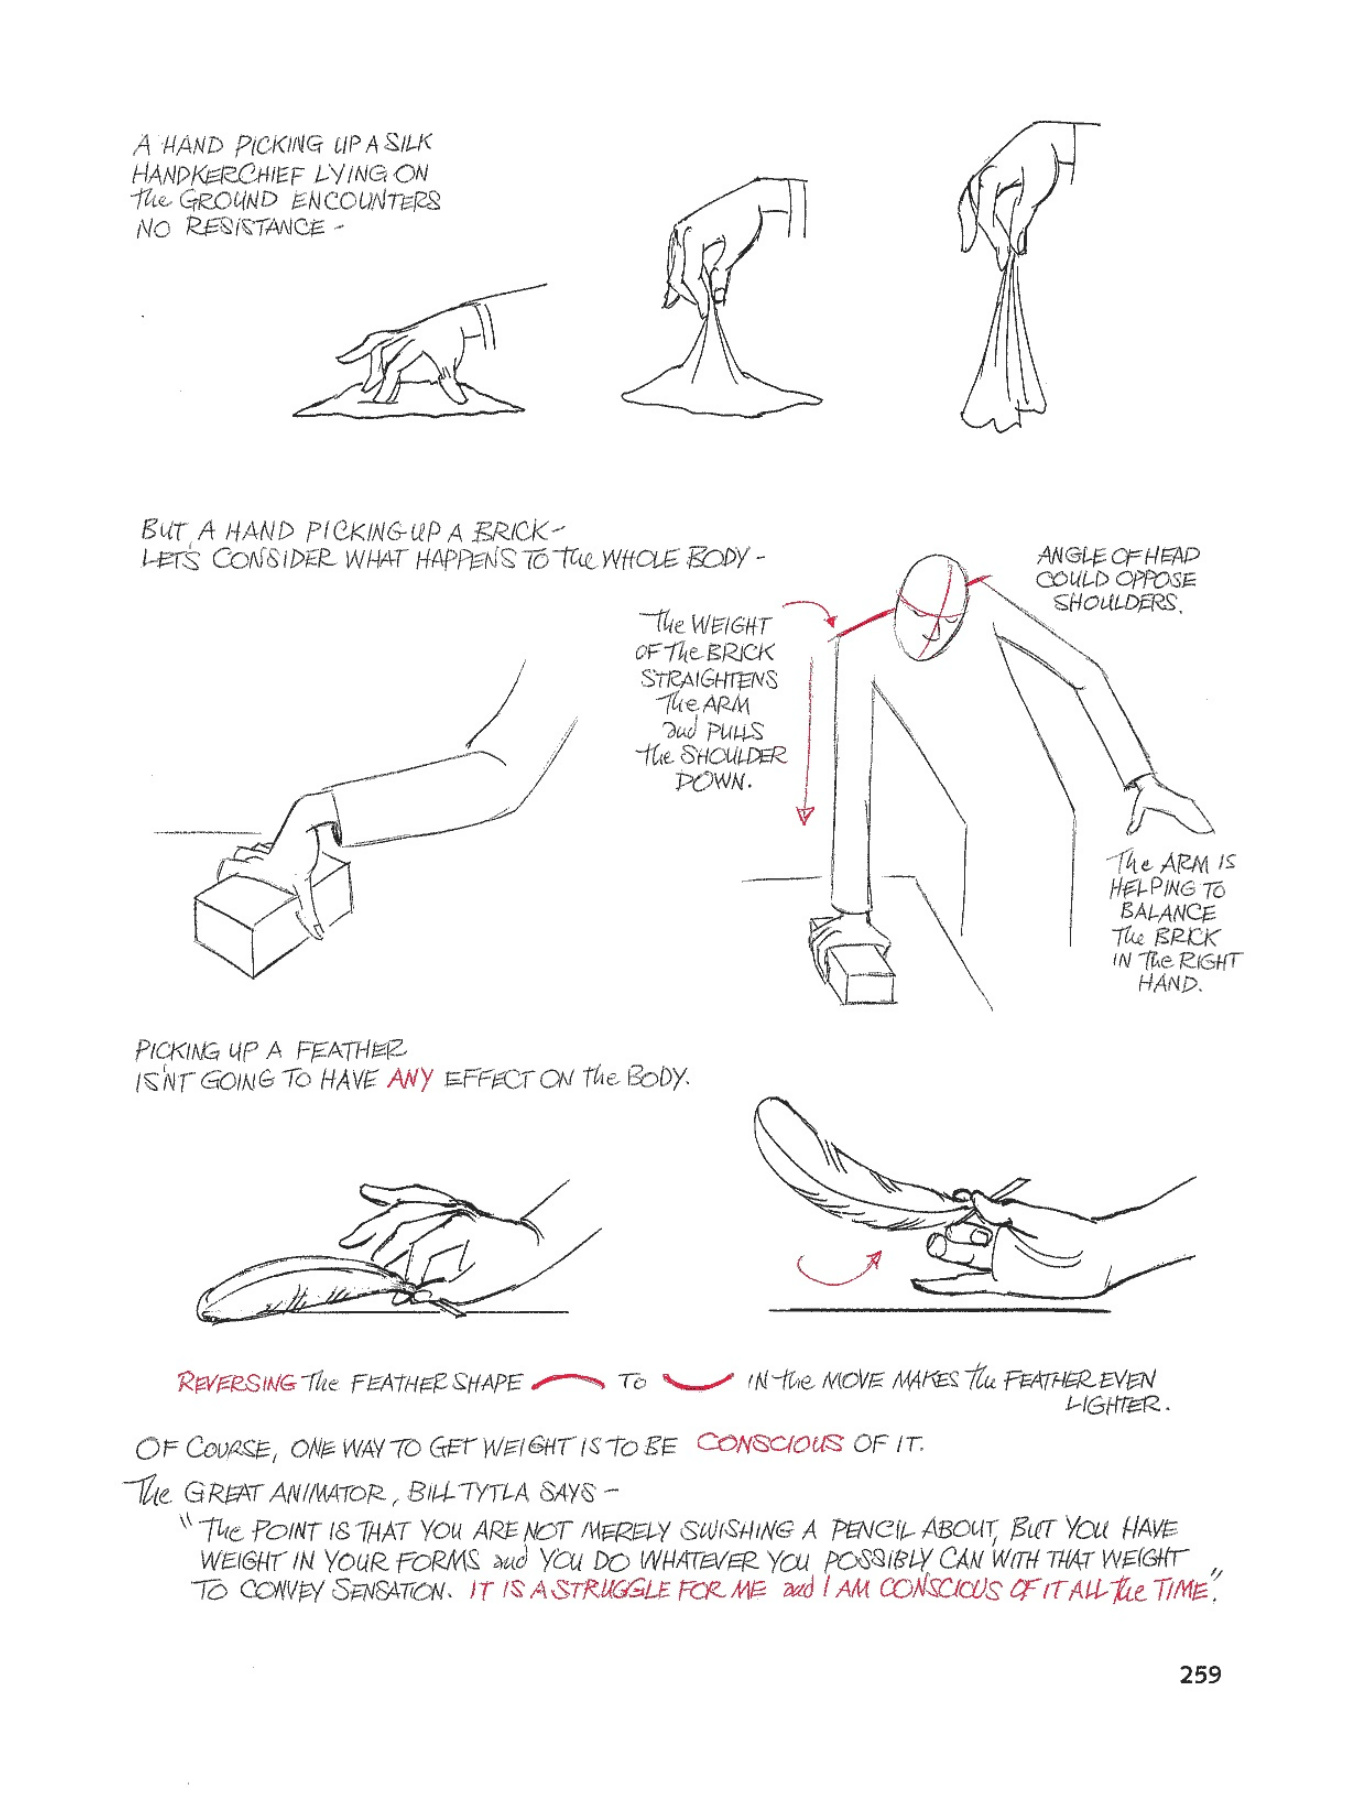 A HAND PICKING UP A SILK
HANDKERCHIEF LYING ON
The GROUND ENCOUNTERS
NO RESISTANCE -
BUT A HAND PICKING UP A BRICK -
LET'S CONSIDER WHAT HAPPENS TO The WHOLE BODY -
ANGLE OF HEAD
COULD OPPOSE
SHOULDERS.
The WEIGHT
OF The BRICK
STRAIGHTENS
The ARM
and PULLS
the SHOULDER
DOWN.
The ARM IS
HELPING TO
BALANCE
The BRICK
IN The RIGHT
HAND.
PICKING UP A FEATHER
IS'NT GOING TO HAVE ANY EFFECT ON the BODY.
REVERSING The FEATHER SHAPE TO IN the MOVE MAKES The FEATHER EVEN
LIGHTER.
OF COURSE, ONE WAY TO GET WEIGHT IS TO BE CONSCIOUS OF IT.
The GREAT ANIMATOR, BILL TYTLA SAYS -
"The POINT IS THAT YOU ARE NOT MERELY SWISHING A PENCIL ABOUT, BUT YOU HAVE
WEIGHT IN YOUR FORMS and YOU DO WHATEVER YOU POSSIBLY CAN WITH THAT WEIGHT
TO CONVEY SENSATION. IT IS A STRUGGLE FOR ME and I AM CONSCIOUS OF IT ALL The TIME."
259